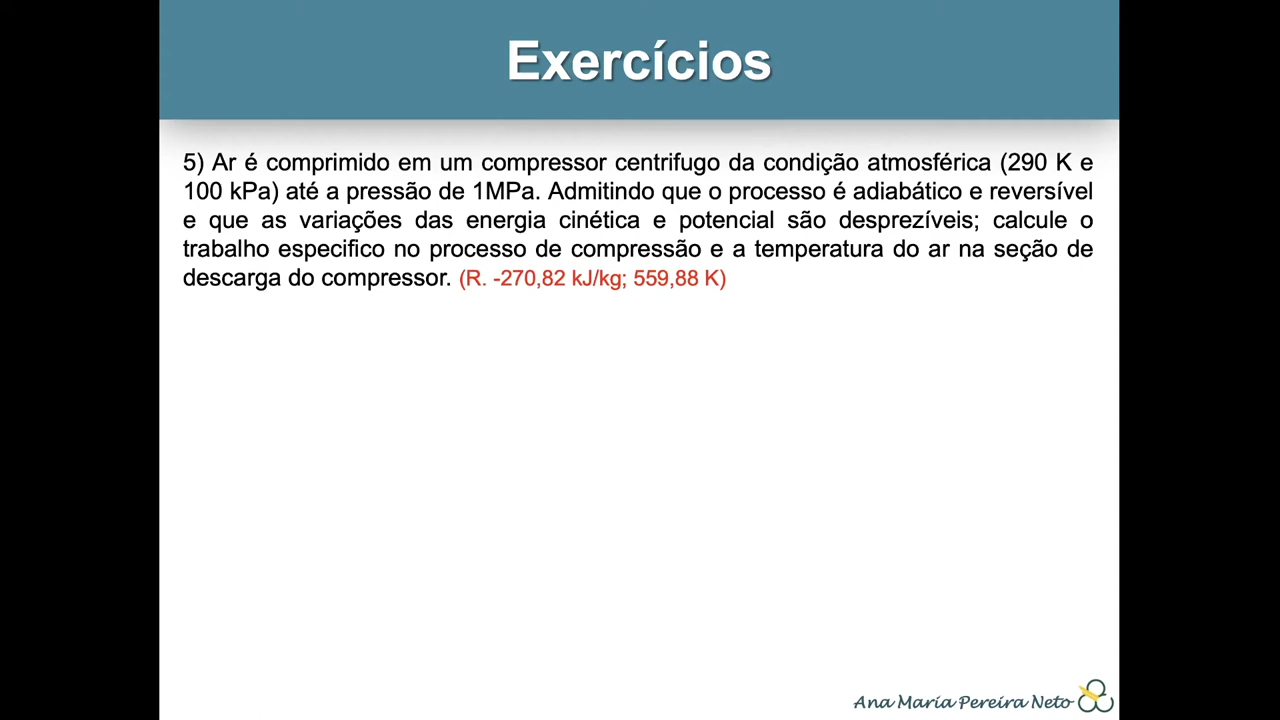 Exercícios
5) Ar é comprimido em um compressor centrifugo da condição atmosférica (290 K e
100 kPa) até a pressão de 1MPa. Admitindo que o processo é adiabático e reversível
e que as variações das energia cinética e potencial são desprezíveis; calcule o
trabalho especifico no processo de compressão e a temperatura do ar na seção de
descarga do compressor. (R. -270,82 kJ/kg; 559,88 K)
Ana Maria Pereira Neto